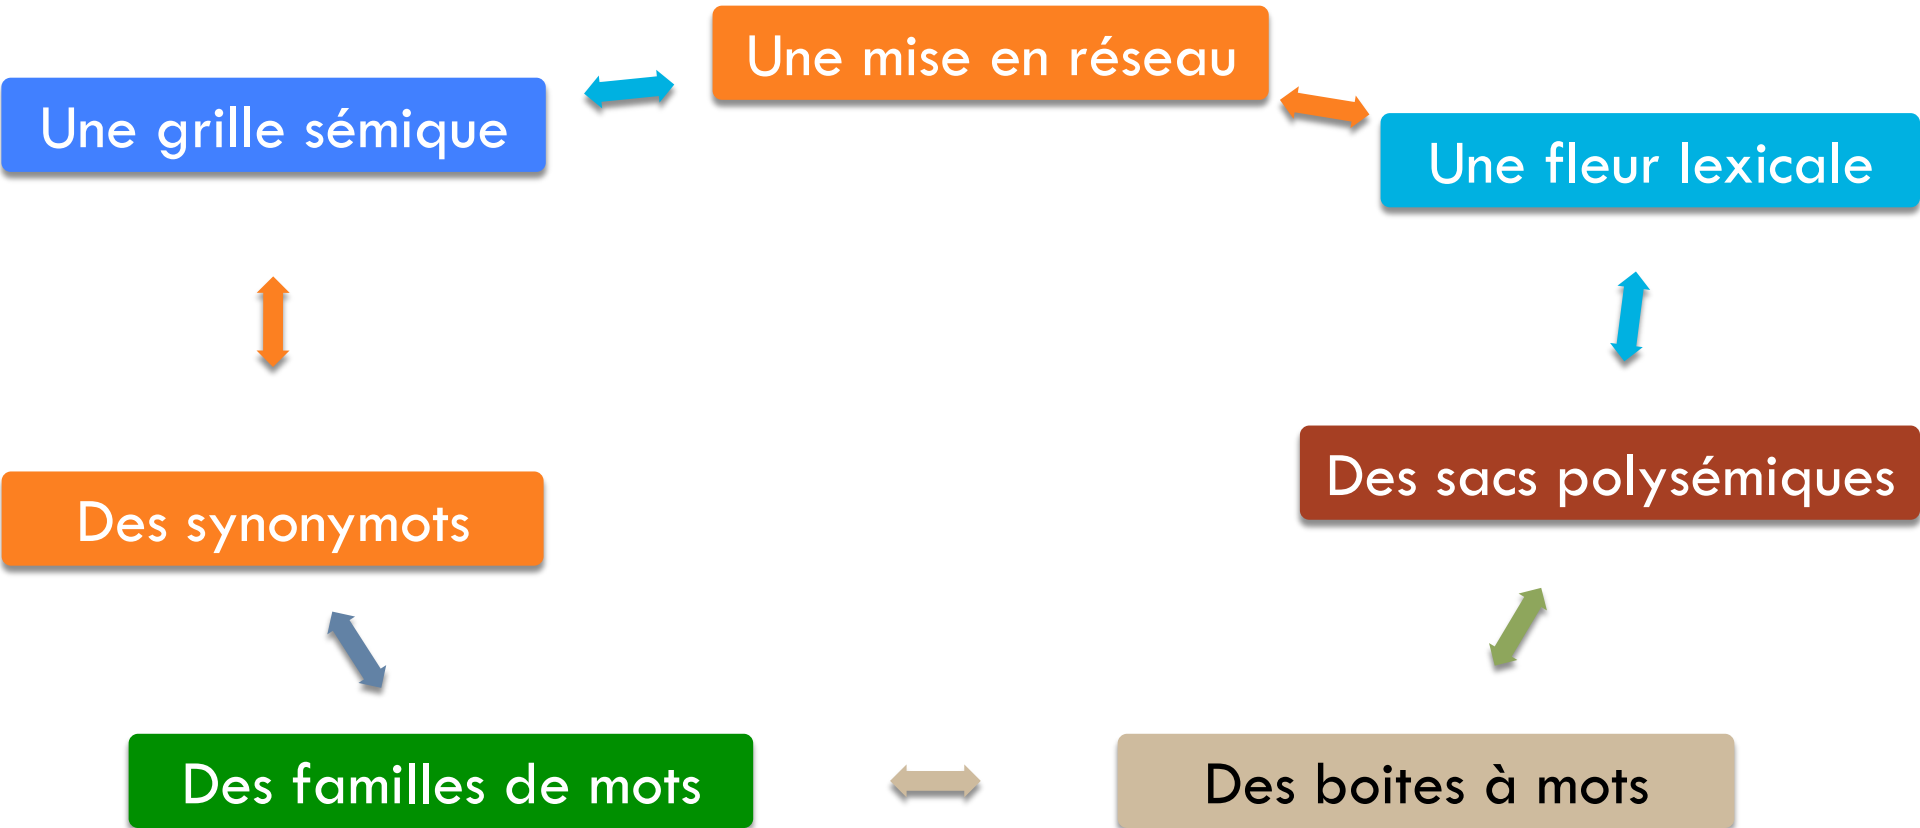 Une mise en réseau
Une grille sémique
Une fleur lexicale
Des sacs polysémiques
Des synonymots
Des familles de mots
Des boites à mots